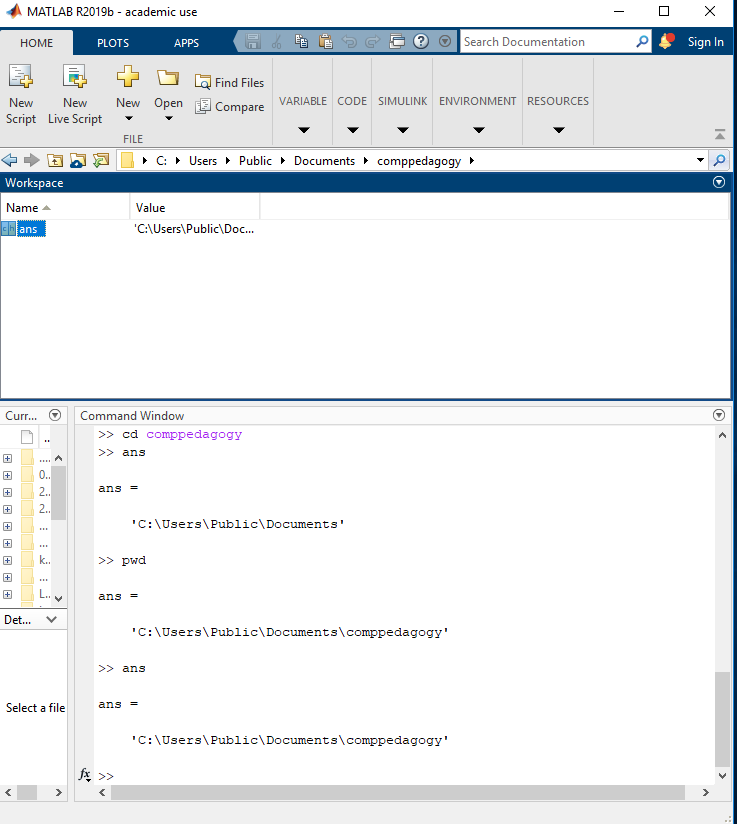 MATLAB R2019b - academic use
HOME PLOTS APPS Search Documentation Sign In
New Script
New Live Script
New
Open
Find Files
Compare
VARIABLE CODE SIMULINK ENVIRONMENT RESOURCES
FILE
C: Users Public Documents comppedagogy
Workspace
Name Value
ans 'C:\Users\Public\Doc...
Curr...
..
....
0..
2..
2..
...
...
k..
...
L..
Det...
Select a file
Command Window
>> cd comppedagogy
>> ans
ans =
'C:\Users\Public\Documents'
>> pwd
ans =
'C:\Users\Public\Documents\comppedagogy'
>> ans
ans =
'C:\Users\Public\Documents\comppedagogy'
fx >>